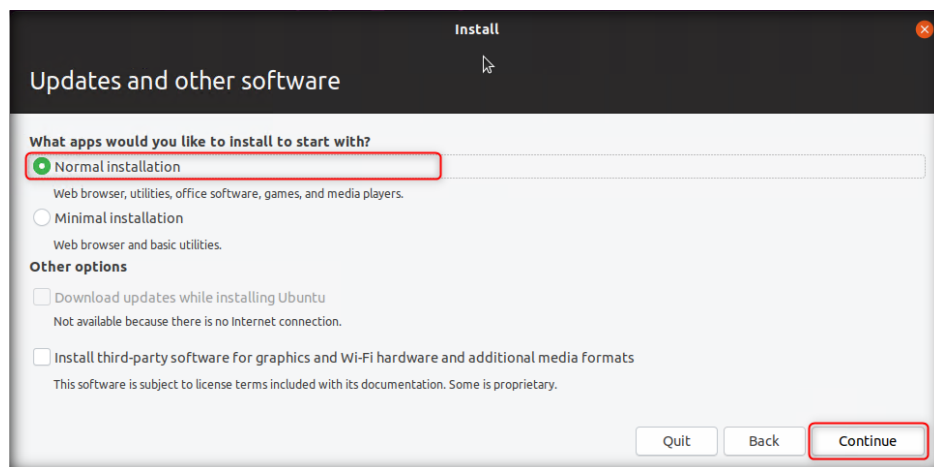 Install
Updates and other software
What apps would you like to install to start with?
Normal installation
Web browser, utilities, office software, games, and media players.
Minimal installation
Web browser and basic utilities.
Other options
Download updates while installing Ubuntu
Not available because there is no Internet connection.
Install third-party software for graphics and Wi-Fi hardware and additional media formats
This software is subject to license terms included with its documentation. Some is proprietary.
Quit Back Continue